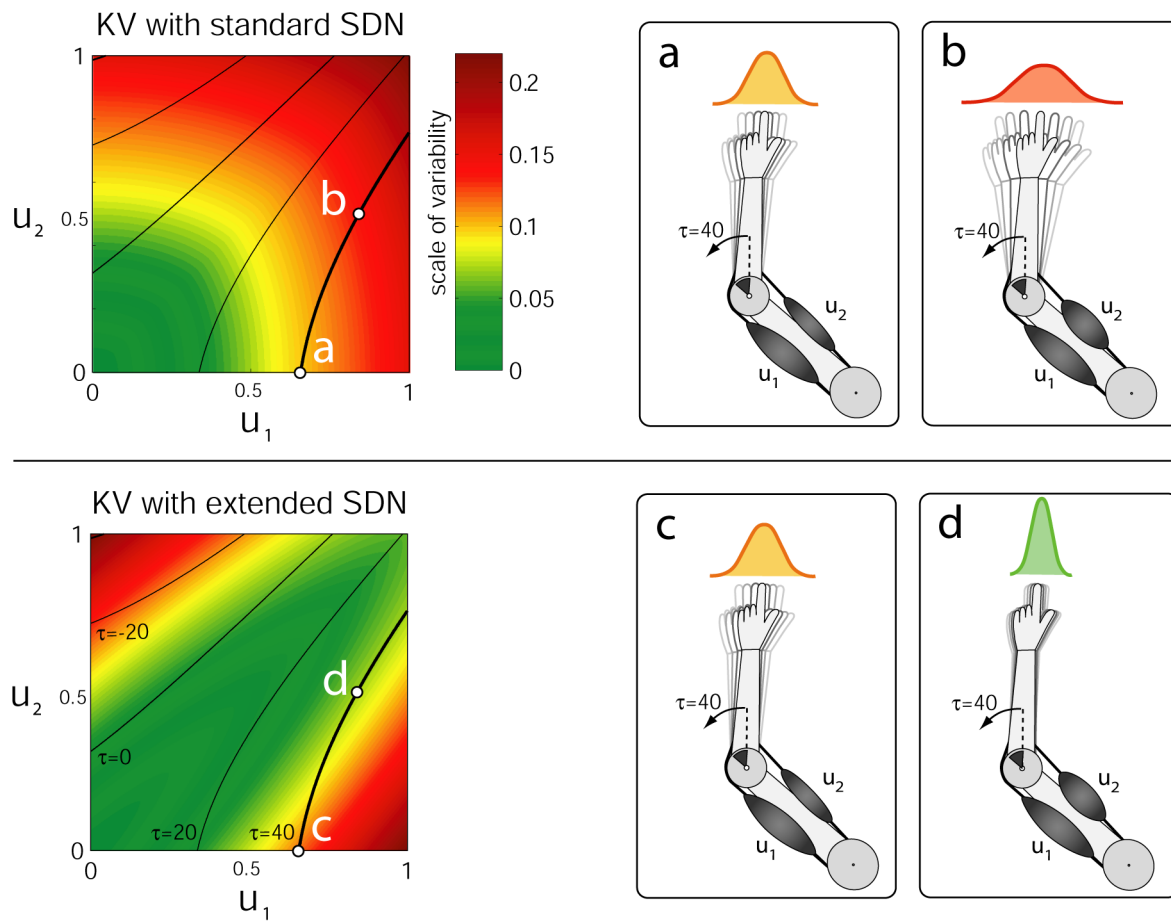 KV with standard SDN
1
0.5
0
u2
0
0.5
1
u1
a
b
0.2
0.15
0.1
0.05
0
scale of variability
a
τ=40
u2
u1
b
τ=40
u2
u1
KV with extended SDN
1
0.5
0
u2
0
0.5
1
u1
τ=-20
τ=0
τ=20
τ=40
c
d
c
τ=40
u2
u1
d
τ=40
u2
u1